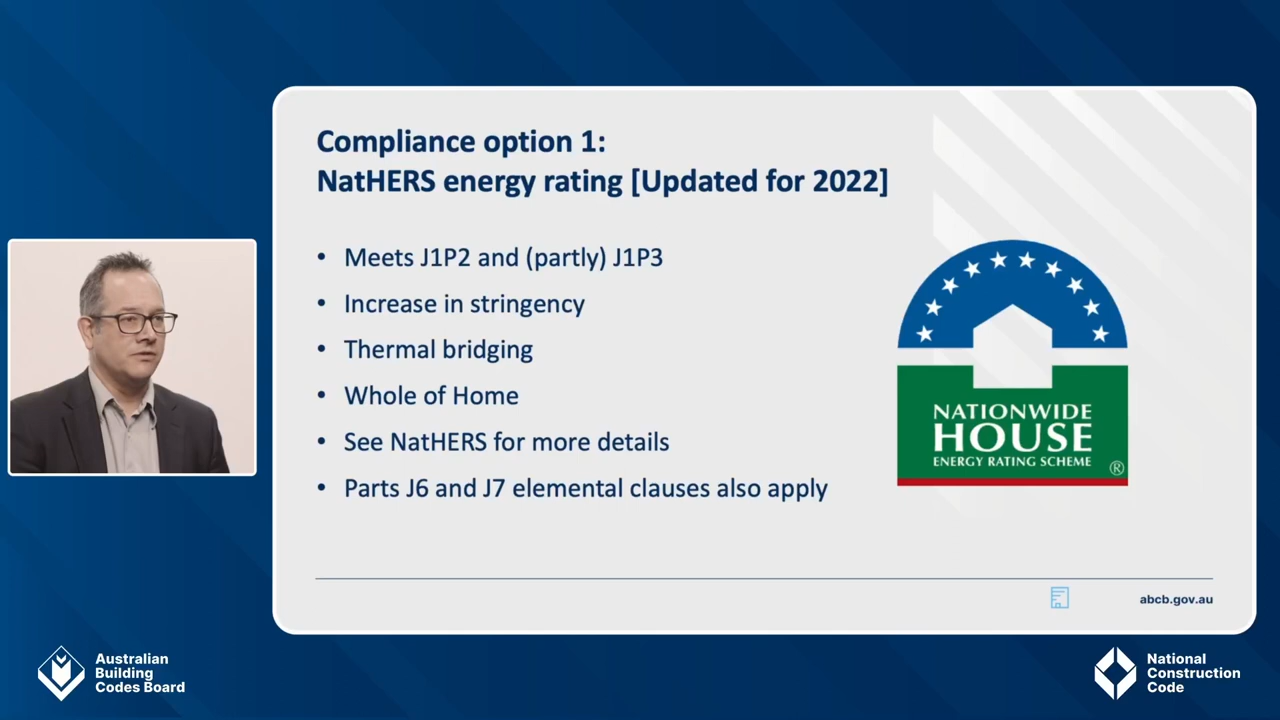 Compliance option 1:
NatHERS energy rating [Updated for 2022]
• Meets J1P2 and (partly) J1P3
• Increase in stringency
• Thermal bridging
• Whole of Home
• See NatHERS for more details
• Parts J6 and J7 elemental clauses also apply
NATIONWIDE
HOUSE
ENERGY RATING SCHEME ®
abcb.gov.au
Australian
Building
Codes Board
National
Construction
Code